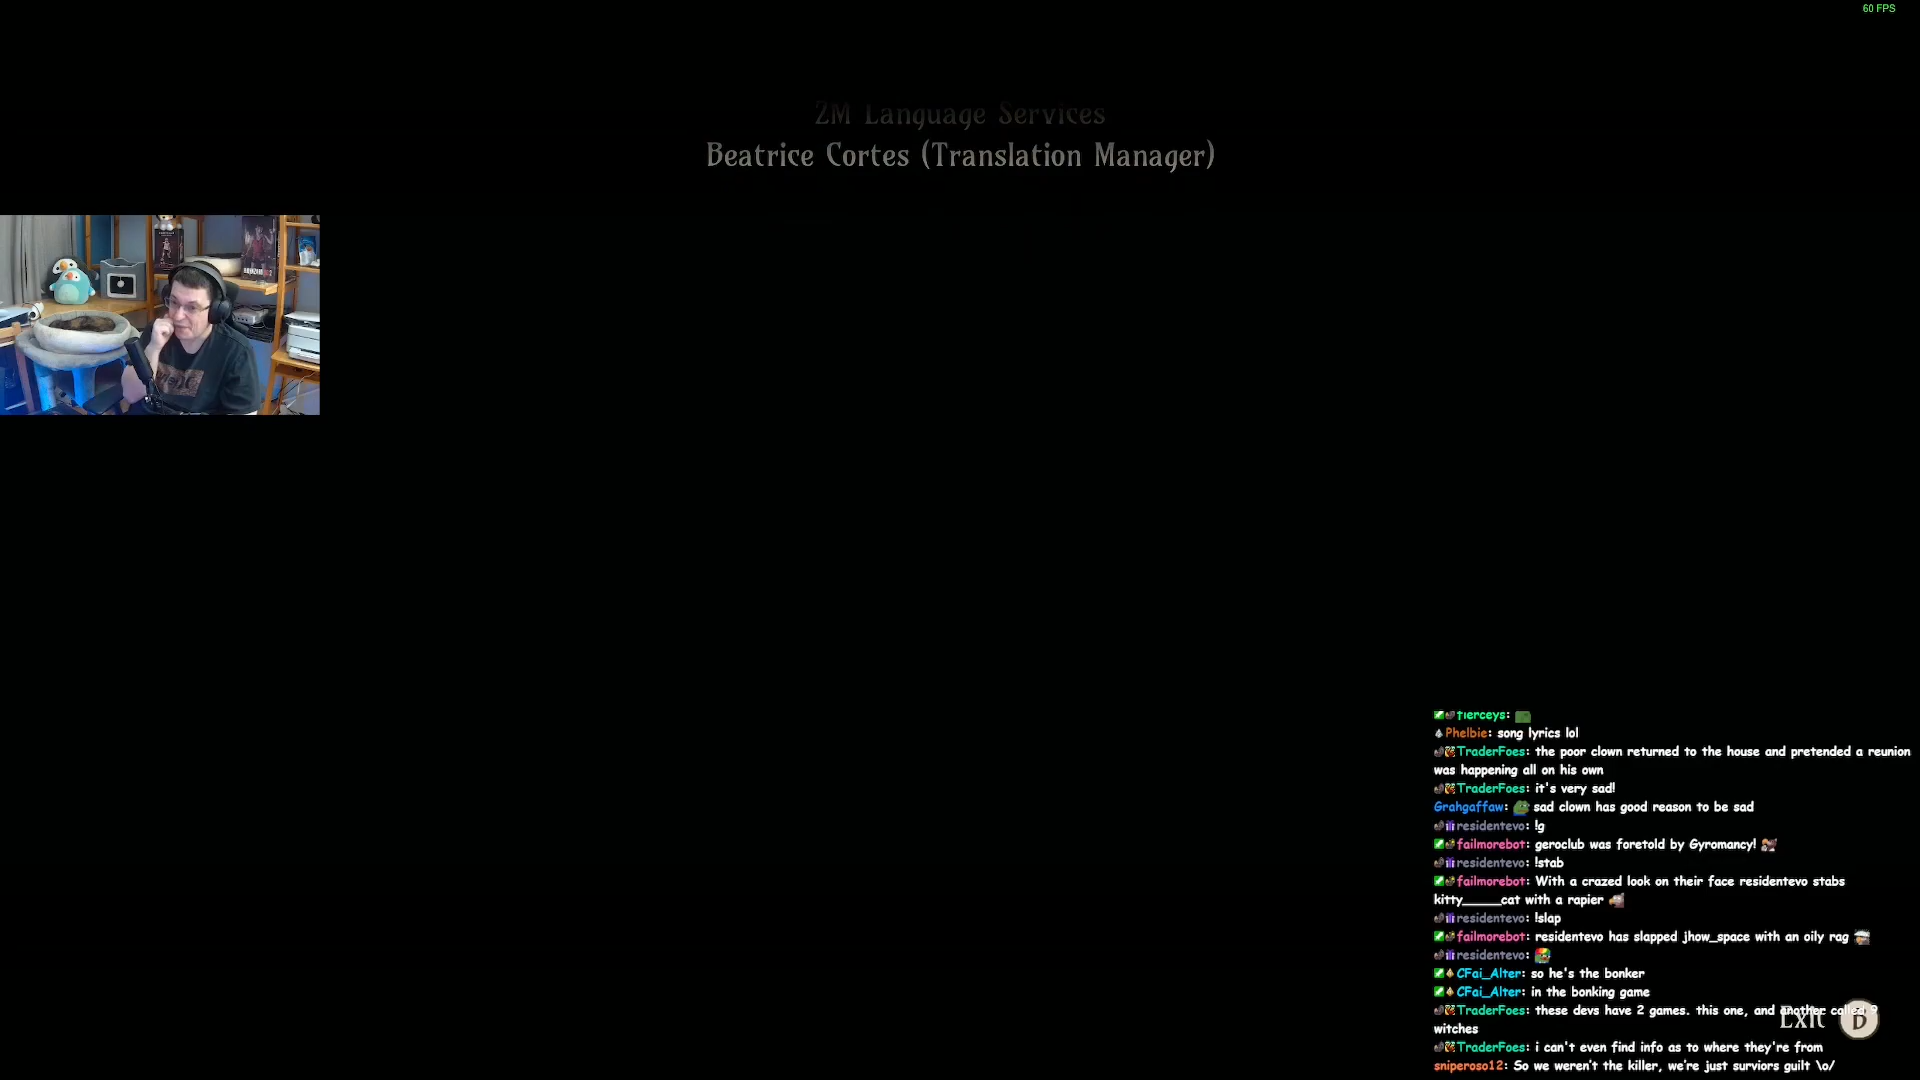 60 FPS
2M Language Services
Beatrice Cortes (Translation Manager)
fierceys:
Phelbie: song lyrics lol
TraderFoes: the poor clown returned to the house and pretended a reunion
was happening all on his own
TraderFoes: it's very sad!
Grahgaffaw: sad clown has good reason to be sad
residentevo: !g
failmorebot: geroclub was foretold by Gyromancy!
residentevo: !stab
failmorebot: With a crazed look on their face residentevo stabs
kitty_____cat with a rapier
residentevo: !slap
failmorebot: residentevo has slapped jhow_space with an oily rag
residentevo:
CFai_Alter: so he's the bonker
CFai_Alter: in the bonking game
TraderFoes: these devs have 2 games. this one, and another called 9
witches
Exit D
TraderFoes: i can't even find info as to where they're from
sniperoso12: So we weren't the killer, we're just surviors guilt \o/